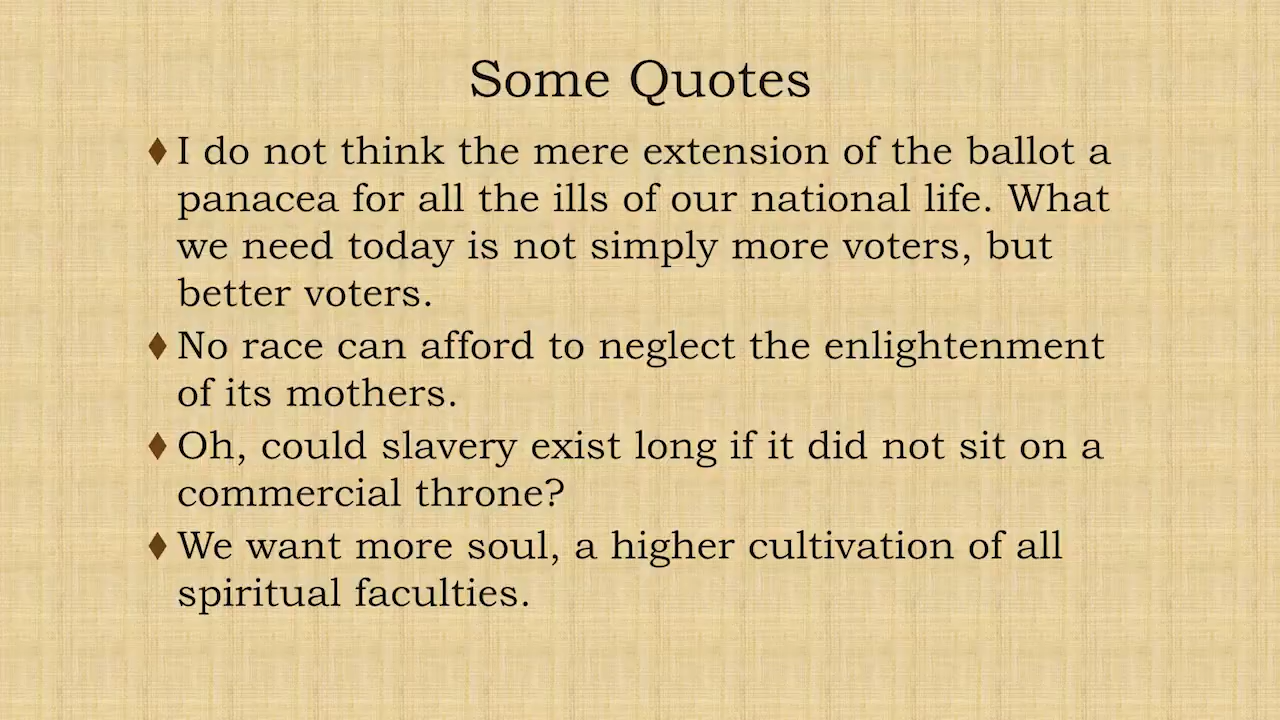 Some Quotes
♦ I do not think the mere extension of the ballot a
panacea for all the ills of our national life. What
we need today is not simply more voters, but
better voters.
♦ No race can afford to neglect the enlightenment
of its mothers.
♦ Oh, could slavery exist long if it did not sit on a
commercial throne?
♦ We want more soul, a higher cultivation of all
spiritual faculties.